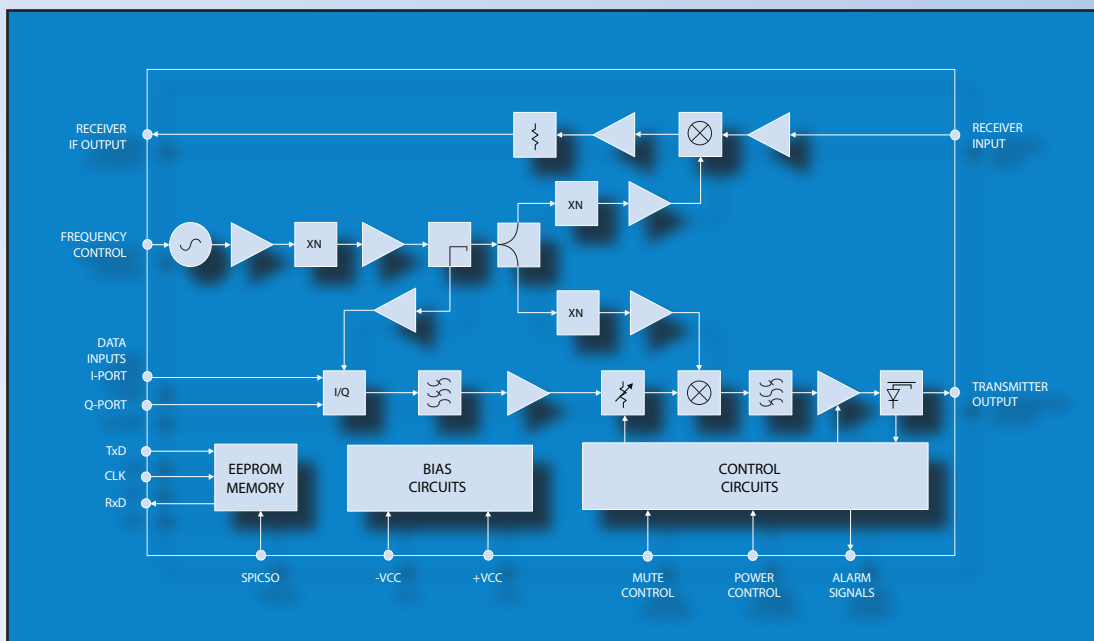 RECEIVER
IF OUTPUT
RECEIVER
INPUT
XN
FREQUENCY
CONTROL
XN
XN
DATA
INPUTS
I-PORT
Q-PORT
I/Q
TRANSMITTER
OUTPUT
TxD
CLK
RxD
EEPROM
MEMORY
BIAS
CIRCUITS
CONTROL
CIRCUITS
SPICSO
-VCC
+VCC
MUTE
CONTROL
POWER
CONTROL
ALARM
SIGNALS